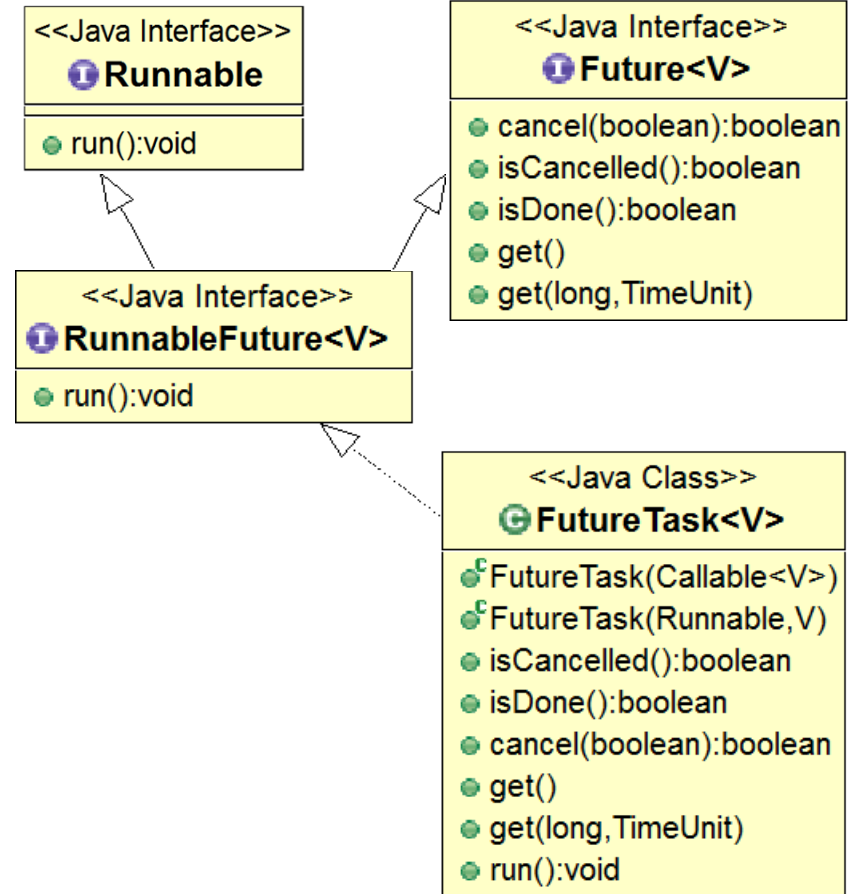 <<Java Interface>>
I Runnable
run():void
<<Java Interface>>
I Future<V>
cancel(boolean):boolean
isCancelled():boolean
isDone():boolean
get()
get(long,TimeUnit)
<<Java Interface>>
I RunnableFuture<V>
run():void
<<Java Class>>
C FutureTask<V>
C FutureTask(Callable<V>)
C FutureTask(Runnable,V)
isCancelled():boolean
isDone():boolean
cancel(boolean):boolean
get()
get(long,TimeUnit)
run():void